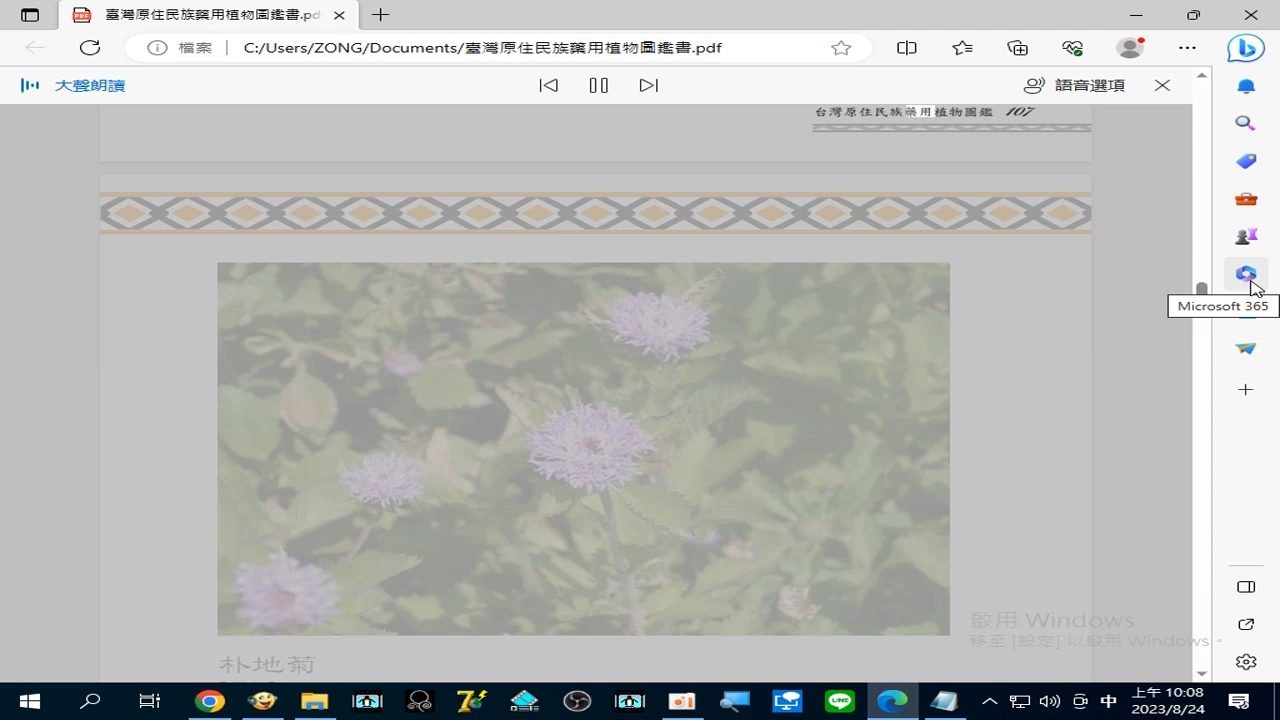 臺灣原住民族藥用植物圖鑑書.pd
檔案
C:/Users/ZONG/Documents/臺灣原住民族藥用植物圖鑑書.pdf
大聲朗讀
語音選項
台灣原住民族藥用植物圖鑑 107
Microsoft 365
朴地菊
啟用 Windows
移至 [設定] 以啟用 Windows。
中
上午 10:08
2023/8/24
LINE